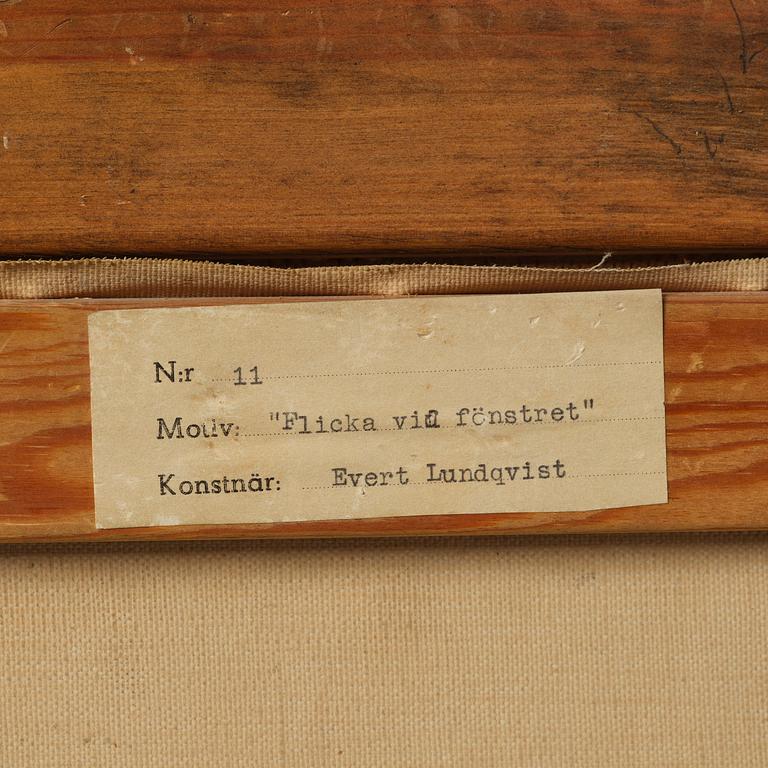 N:r 11
Motiv: "Flicka vid fönstret"
Konstnär: Evert Lundqvist